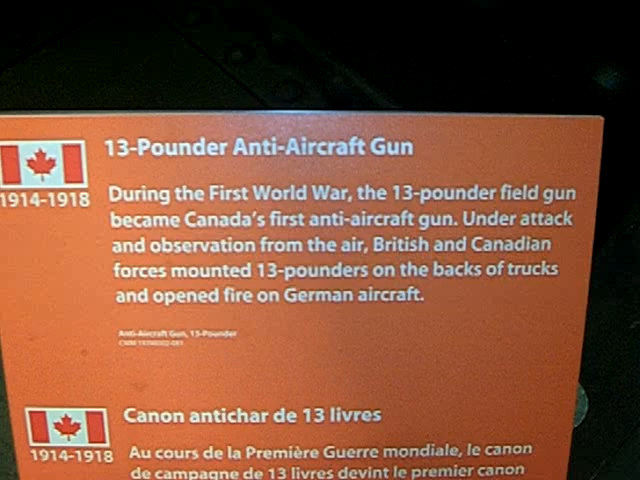 13-Pounder Anti-Aircraft Gun
1914-1918
During the First World War, the 13-pounder field gun
became Canada's first anti-aircraft gun. Under attack
and observation from the air, British and Canadian
forces mounted 13-pounders on the backs of trucks
and opened fire on German aircraft.
Anti-Aircraft Gun, 13-Pounder
CWM
Canon antichar de 13 livres
1914-1918
Au cours de la Première Guerre mondiale, le canon
de campagne de 13 livres devint le premier canon